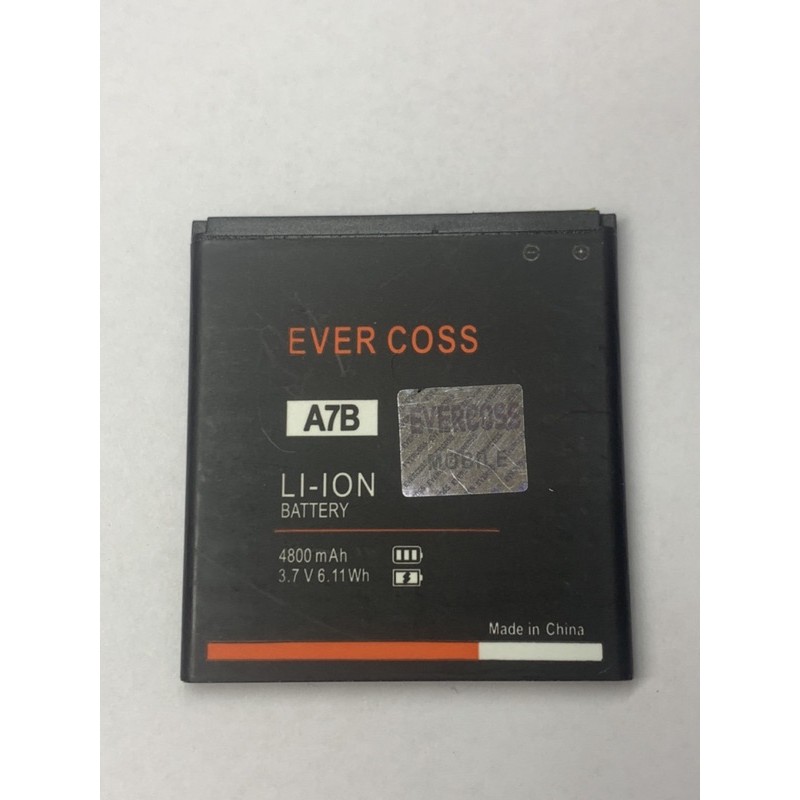 EVER COSS
A7B
EVERCOSS
MOBILE
LI-ION
BATTERY
4800 mAh
3.7 V 6.11Wh
Made in China